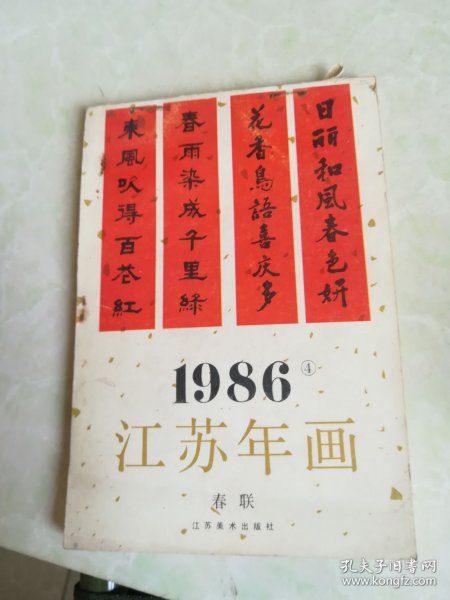 日丽和风春色妍
花香鳥語喜庆多
春雨染成千里綠
東風吹得百花紅
1986④
江苏年画
春联
江苏美术出版社
孔夫子旧书网
www.kongfz.com